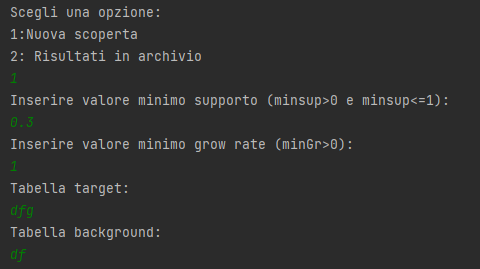 Scegli una opzione:
1:Nuova scoperta
2: Risultati in archivio
1
Inserire valore minimo supporto (minsup>0 e minsup<=1):
0.3
Inserire valore minimo grow rate (minGr>0):
1
Tabella target:
dfg
Tabella background:
df